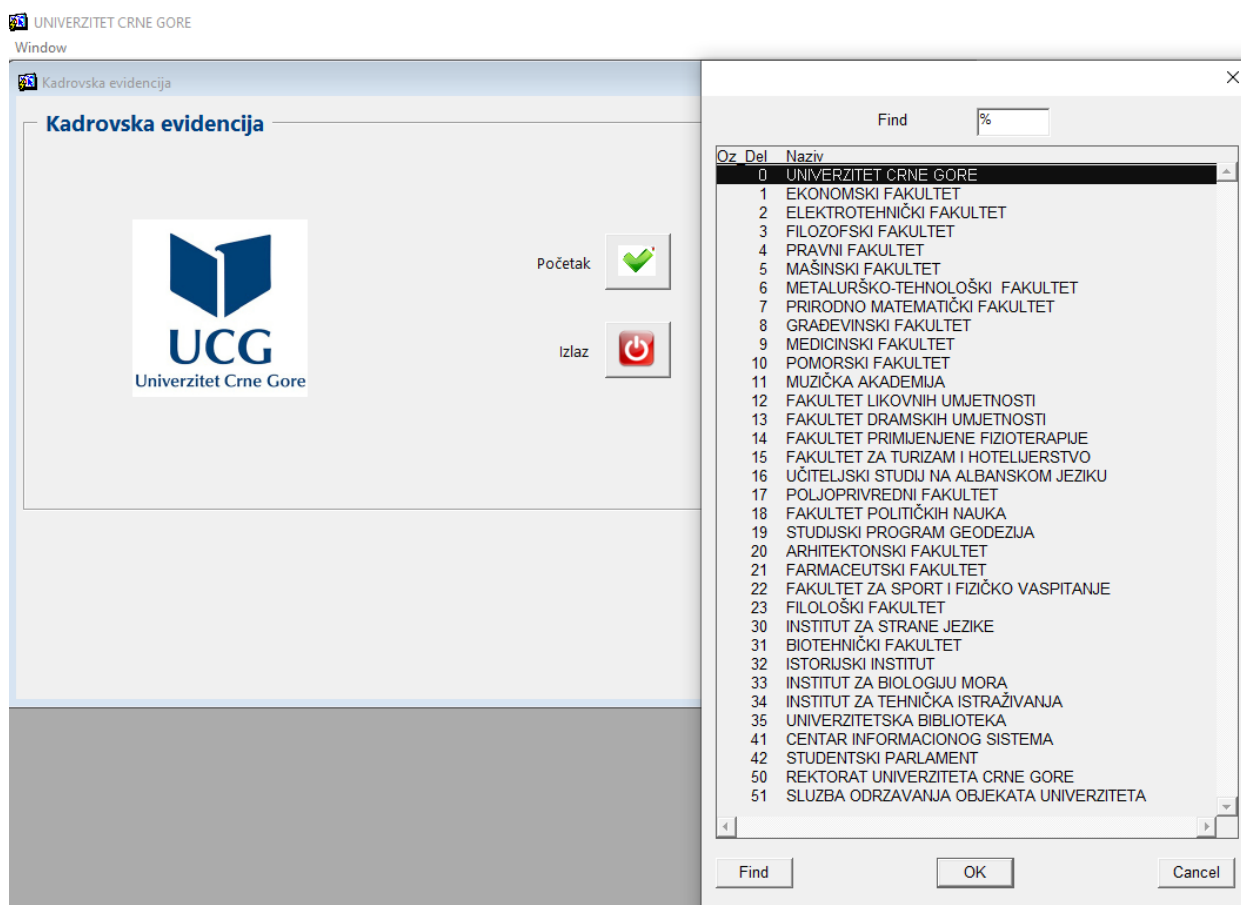 UNIVERZITET CRNE GORE
Window
Kadrovska evidencija
Kadrovska evidencija
UCG
Univerzitet Crne Gore
Početak
Izlaz
Find %
Oz_Del Naziv
0 UNIVERZITET CRNE GORE
1 EKONOMSKI FAKULTET
2 ELEKTROTEHNIČKI FAKULTET
3 FILOZOFSKI FAKULTET
4 PRAVNI FAKULTET
5 MAŠINSKI FAKULTET
6 METALURŠKO-TEHNOLOŠKI FAKULTET
7 PRIRODNO MATEMATIČKI FAKULTET
8 GRAĐEVINSKI FAKULTET
9 MEDICINSKI FAKULTET
10 POMORSKI FAKULTET
11 MUZIČKA AKADEMIJA
12 FAKULTET LIKOVNIH UMJETNOSTI
13 FAKULTET DRAMSKIH UMJETNOSTI
14 FAKULTET PRIMIJENJENE FIZIOTERAPIJE
15 FAKULTET ZA TURIZAM I HOTELIJERSTVO
16 UČITELJSKI STUDIJ NA ALBANSKOM JEZIKU
17 POLJOPRIVREDNI FAKULTET
18 FAKULTET POLITIČKIH NAUKA
19 STUDIJSKI PROGRAM GEODEZIJA
20 ARHITEKTONSKI FAKULTET
21 FARMACEUTSKI FAKULTET
22 FAKULTET ZA SPORT I FIZIČKO VASPITANJE
23 FILOLOŠKI FAKULTET
30 INSTITUT ZA STRANE JEZIKE
31 BIOTEHNIČKI FAKULTET
32 ISTORIJSKI INSTITUT
33 INSTITUT ZA BIOLOGIJU MORA
34 INSTITUT ZA TEHNIČKA ISTRAŽIVANJA
35 UNIVERZITETSKA BIBLIOTEKA
41 CENTAR INFORMACIONOG SISTEMA
42 STUDENTSKI PARLAMENT
50 REKTORAT UNIVERZITETA CRNE GORE
51 SLUZBA ODRZAVANJA OBJEKATA UNIVERZITETA
Find OK Cancel